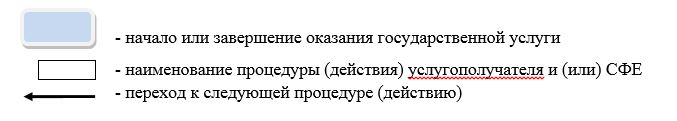 - начало или завершение оказания государственной услуги
- наименование процедуры (действия) услугополучателя и (или) СФЕ
- переход к следующей процедуре (действию)